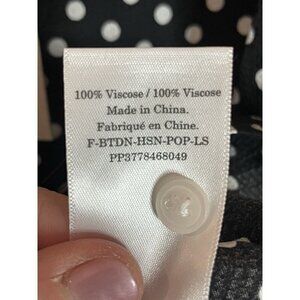 100% Viscose / 100% Viscose
Made in China.
Fabriqué en Chine.
F-BTDN-HSN-POP-LS
PP3778468049